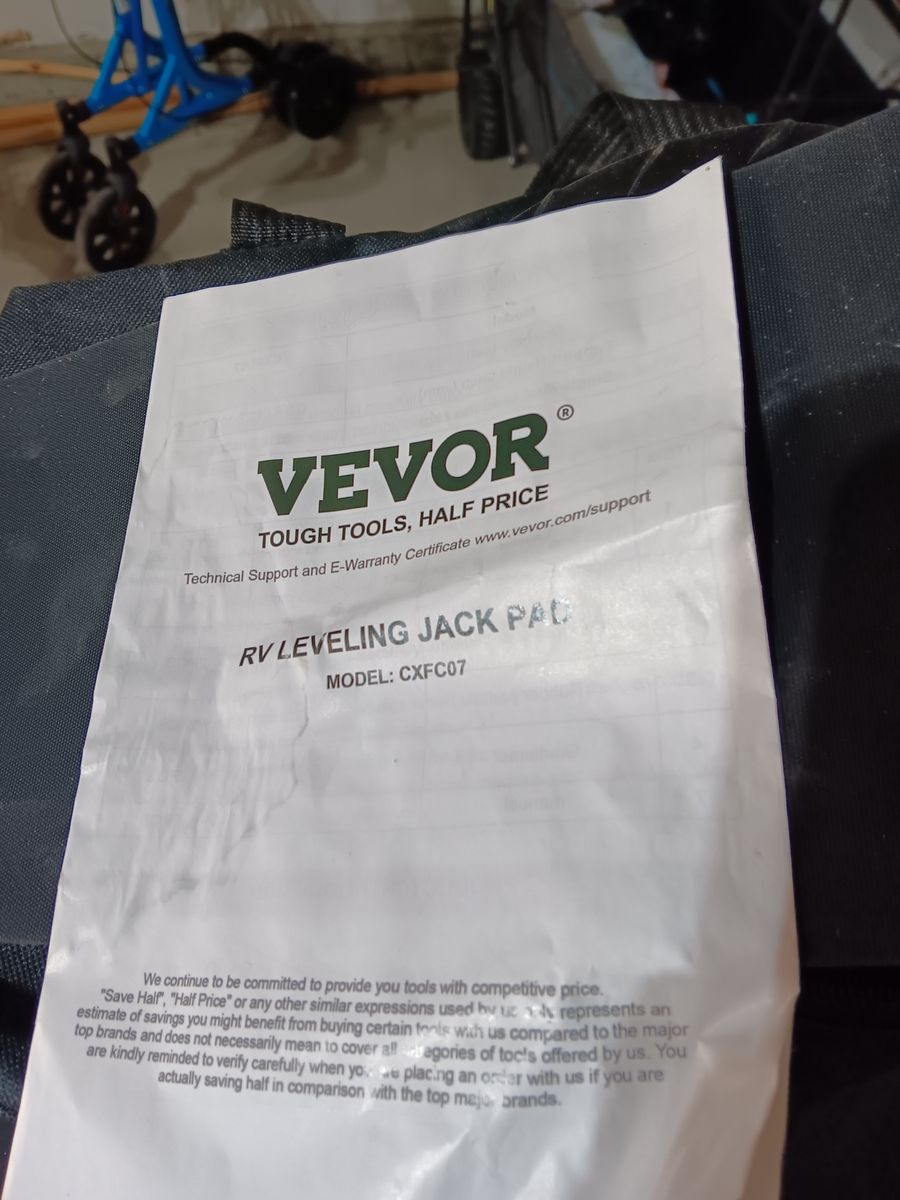 VEVOR®
TOUGH TOOLS, HALF PRICE
Technical Support and E-Warranty Certificate www.vevor.com/support
RV LEVELING JACK PAD
MODEL: CXFC07
We continue to be committed to provide you tools with competitive price.
"Save Half", "Half Price" or any other similar expressions used by us represents an
estimate of savings you might benefit from buying certain tools with us compared to the major
top brands and does not necessarily mean to cover all categories of tools offered by us. You
are kindly reminded to verify carefully when you are placing an order with us if you are
actually saving half in comparison with the top major brands.